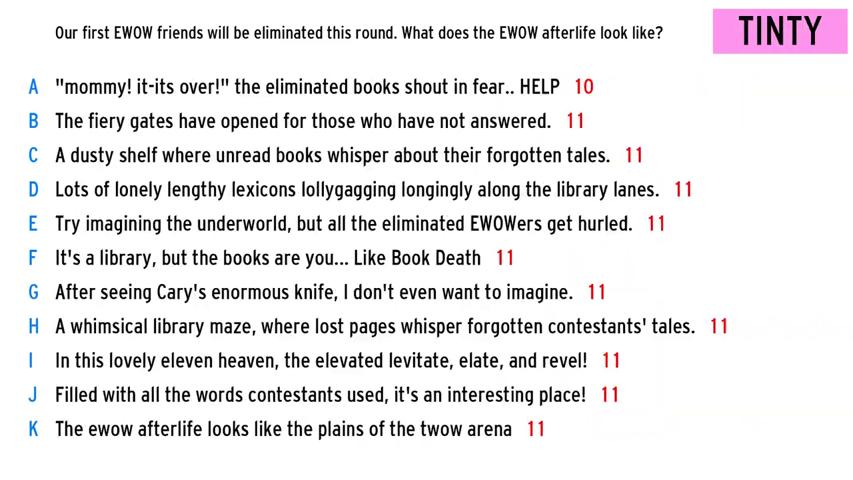 Our first EWOW friends will be eliminated this round. What does the EWOW afterlife look like?
TINTY
A "mommy! it-its over!" the eliminated books shout in fear.. HELP 10
B The fiery gates have opened for those who have not answered. 11
C A dusty shelf where unread books whisper about their forgotten tales. 11
D Lots of lonely lengthy lexicons lollygagging longingly along the library lanes. 11
E Try imagining the underworld, but all the eliminated EWOWers get hurled. 11
F It's a library, but the books are you... Like Book Death 11
G After seeing Cary's enormous knife, I don't even want to imagine. 11
H A whimsical library maze, where lost pages whisper forgotten contestants' tales. 11
I In this lovely eleven heaven, the elevated levitate, elate, and revel! 11
J Filled with all the words contestants used, it's an interesting place! 11
K The ewow afterlife looks like the plains of the twow arena 11